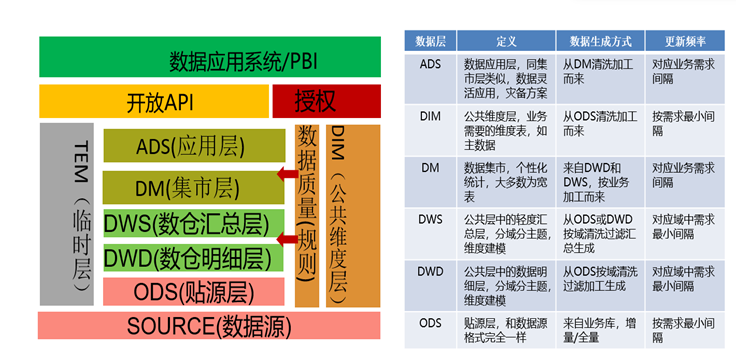 数据应用系统/PBI
开放API
授权
TEM（临时层）
ADS(应用层)
DM(集市层)
DWS(数仓汇总层)
DWD(数仓明细层)
ODS(贴源层)
数据质量(规则)
DIM（公共维度层）
SOURCE(数据源)
数据层 定义 数据生成方式 更新频率
ADS 数据应用层，同集 从DM清洗加工 对应业务需求
市层类似，数据灵 而来 间隔
活应用，灾备方案
DIM 公共维度层，业务 从ODS清洗加工 按需求最小间
需要的维度表，如 而来 隔
主数据
DM 数据集市，个性化 来自DWD和 对应业务需求
统计，大多数为宽 DWS，按业务 间隔
表 加工而来
DWS 公共层中的轻度汇 从ODS或DWD 对应域中需求
总层，分域分主题， 按域清洗过滤汇 最小间隔
维度建模 总生成
DWD 公共层中的数据明 从ODS按域清洗 对应域中需求
细层，分域分主题， 过滤加工生成 最小间隔
维度建模
ODS 贴源层，和数据源 来自业务库，增 按需求最小间
格式完全一样 量/全量 隔